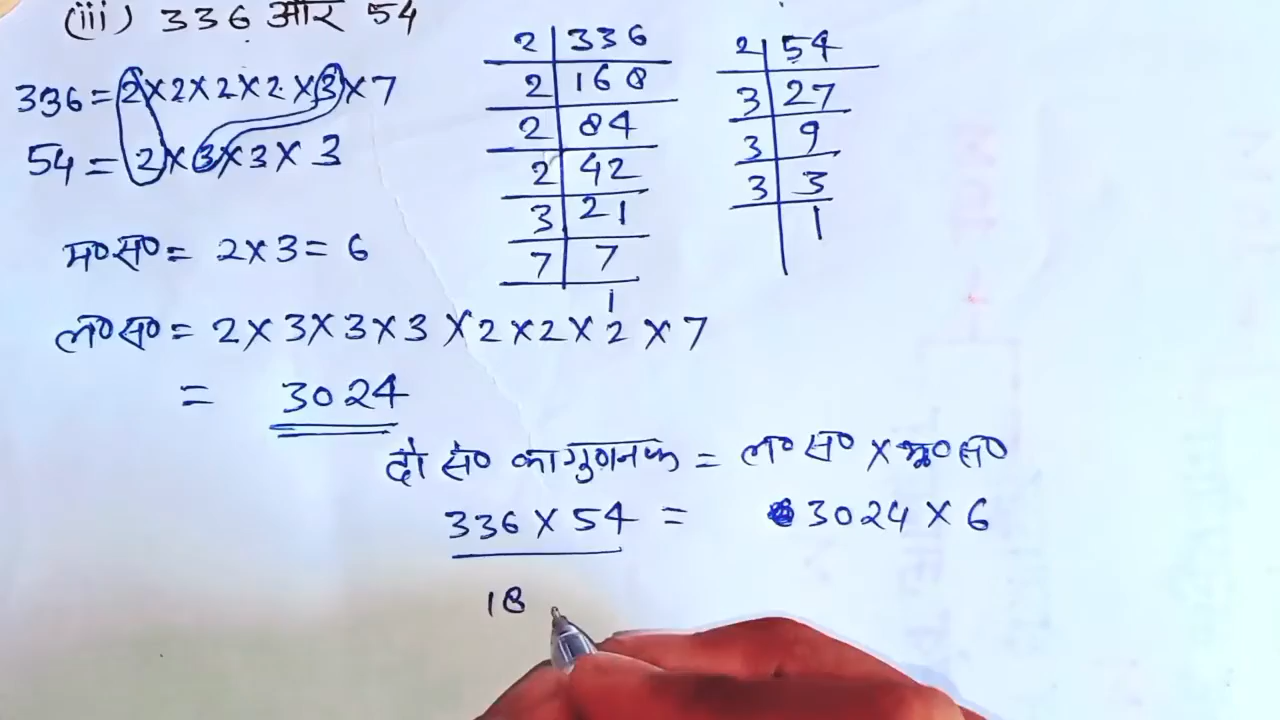 (iii) 336 और 54
336 = 2×2×2×2×3×7
54 = 2×3×3×3
2 | 336
2 | 168
2 | 84
2 | 42
3 | 21
7 | 7
1
2 | 54
3 | 27
3 | 9
3 | 3
1
म०स० = 2×3 = 6
ल०स० = 2×3×3×3×2×2×2×7
= 3024
दो सं० का गुणनफ = ल०स० × म०स०
336 × 54 = 3024 × 6
18